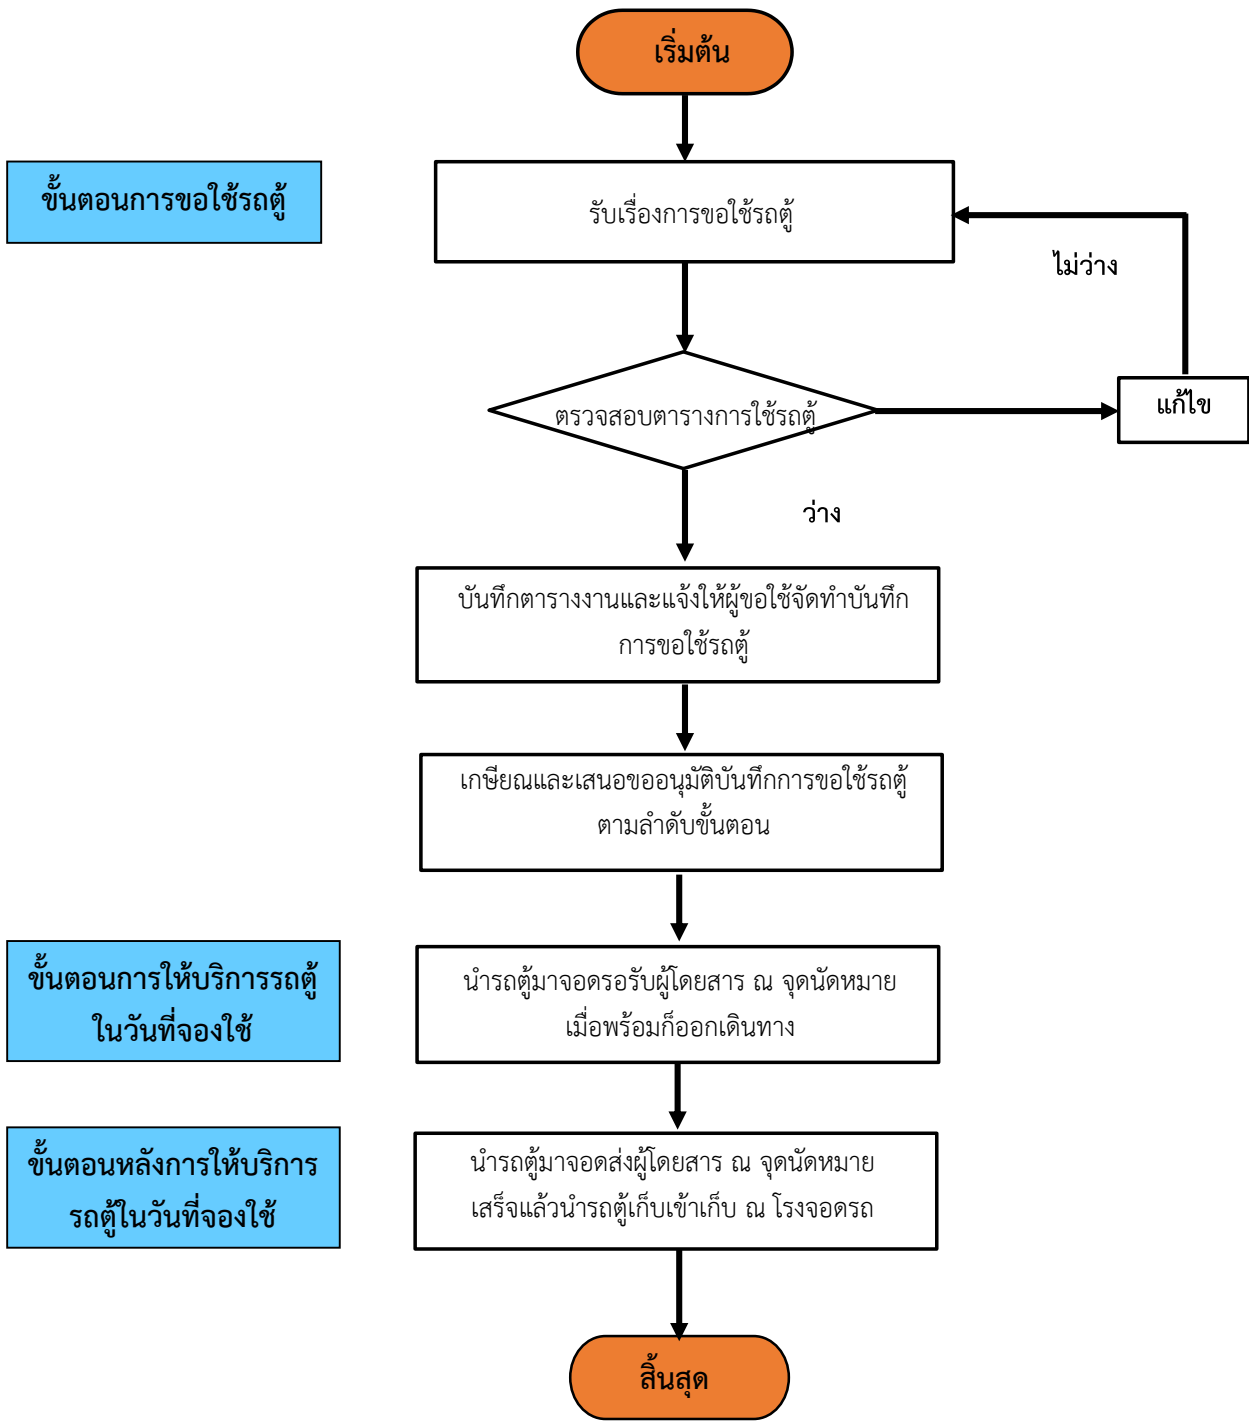 เริ่มต้น
ขั้นตอนการขอใช้รถตู้
รับเรื่องการขอใช้รถตู้
ไม่ว่าง
ตรวจสอบตารางการใช้รถตู้
แก้ไข
ว่าง
บันทึกตารางงานและแจ้งให้ผู้ขอใช้จัดทำบันทึก
การขอใช้รถตู้
เกษียณและเสนอขออนุมัติบันทึกการขอใช้รถตู้
ตามลำดับขั้นตอน
ขั้นตอนการให้บริการรถตู้
ในวันที่จองใช้
นำรถตู้มาจอดรอรับผู้โดยสาร ณ จุดนัดหมาย
เมื่อพร้อมก็ออกเดินทาง
ขั้นตอนหลังการให้บริการ
รถตู้ในวันที่จองใช้
นำรถตู้มาจอดส่งผู้โดยสาร ณ จุดนัดหมาย
เสร็จแล้วนำรถตู้เก็บเข้าเก็บ ณ โรงจอดรถ
สิ้นสุด